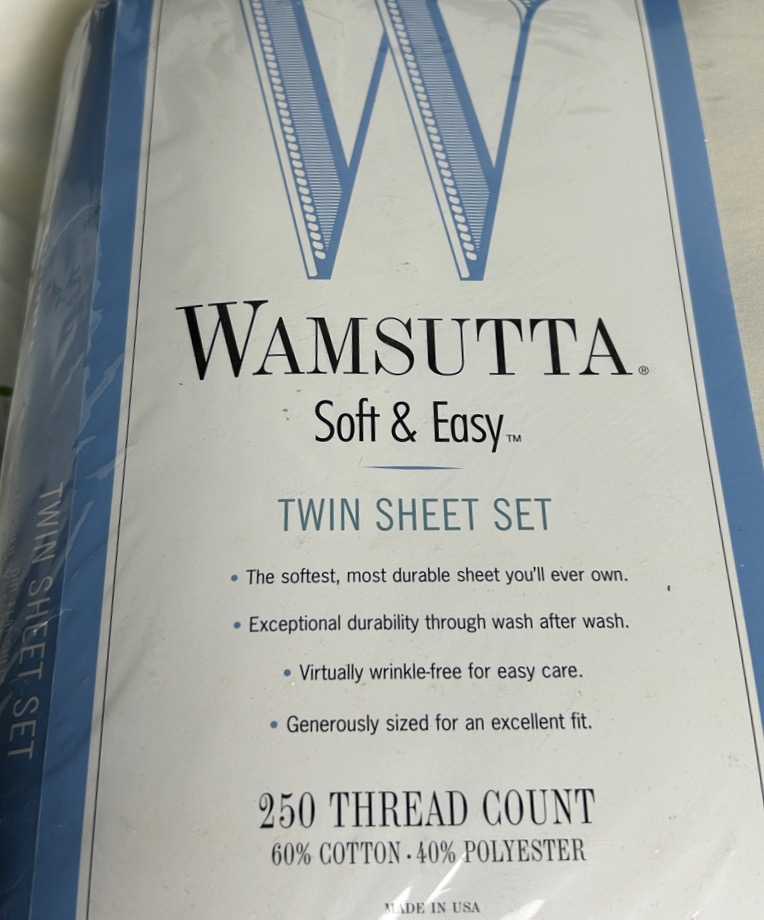 W
WAMSUTTA®
Soft & Easy™
TWIN SHEET SET
• The softest, most durable sheet you'll ever own.
• Exceptional durability through wash after wash.
• Virtually wrinkle-free for easy care.
• Generously sized for an excellent fit.
250 THREAD COUNT
60% COTTON · 40% POLYESTER
MADE IN USA
TWIN SHEET SET